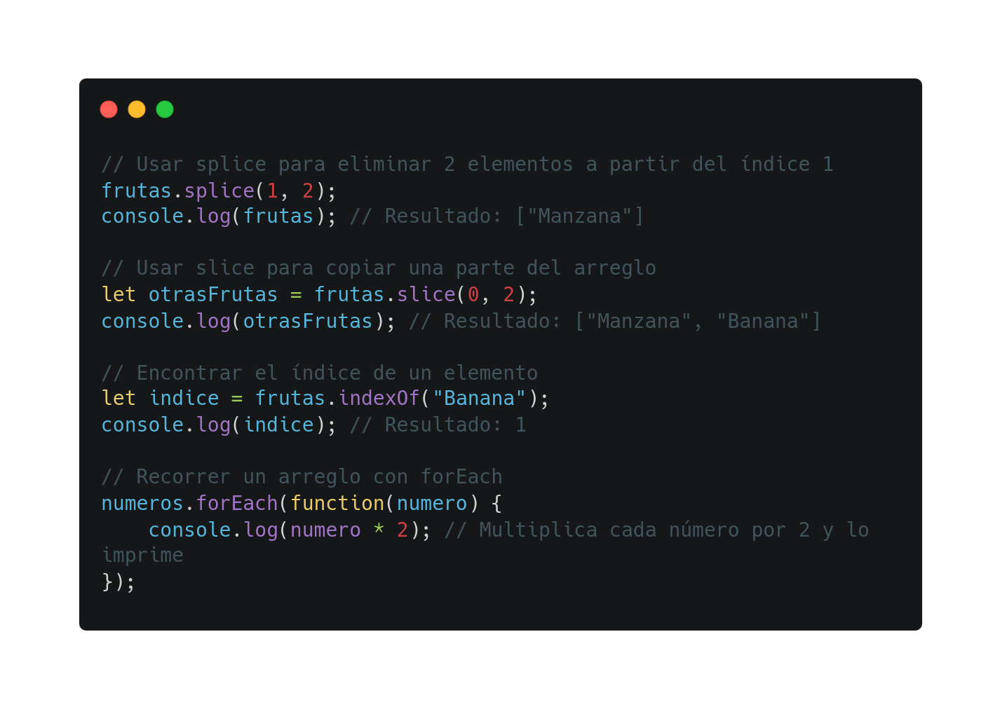 // Usar splice para eliminar 2 elementos a partir del índice 1
frutas.splice(1, 2);
console.log(frutas); // Resultado: ["Manzana"]
// Usar slice para copiar una parte del arreglo
let otrasFrutas = frutas.slice(0, 2);
console.log(otrasFrutas); // Resultado: ["Manzana", "Banana"]
// Encontrar el índice de un elemento
let indice = frutas.indexOf("Banana");
console.log(indice); // Resultado: 1
// Recorrer un arreglo con forEach
numeros.forEach(function(numero) {
    console.log(numero * 2); // Multiplica cada número por 2 y lo
imprime
});